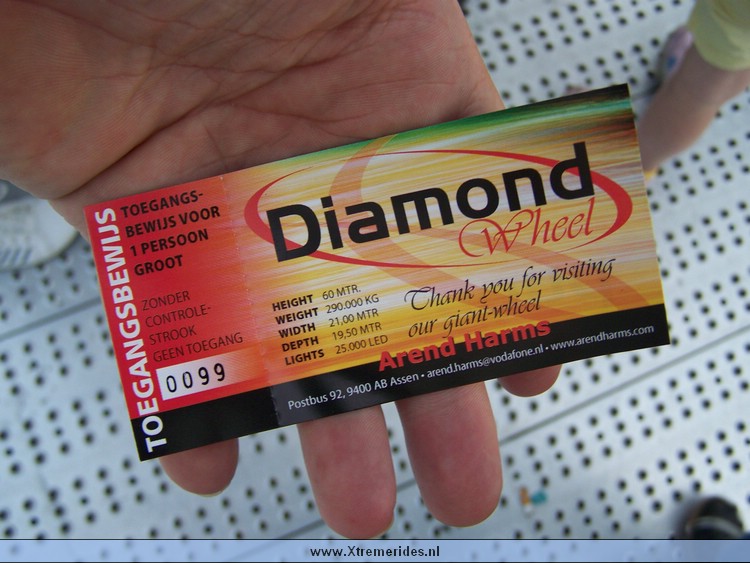 TOEGANGSBEWIJS
TOEGANGS-
BEWIJS VOOR
1 PERSOON
GROOT
ZONDER
CONTROLE-
STROOK
GEEN TOEGANG
0099
Diamond
Wheel
HEIGHT 60 MTR.
WEIGHT 290.000 KG
WIDTH 21,00 MTR
DEPTH 19,50 MTR
LIGHTS 25.000 LED
Thank you for visiting
our giant-wheel
Arend Harms
Postbus 92, 9400 AB Assen • arend.harms@vodafone.nl • www.arendharms.com
www.Xtremerides.nl